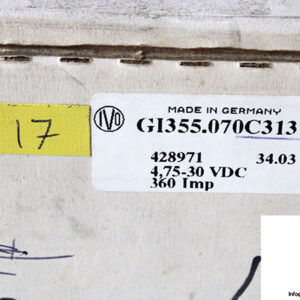 17
IVO
MADE IN GERMANY
GI355.070C313
428971 34.03
4,75-30 VDC
360 Imp